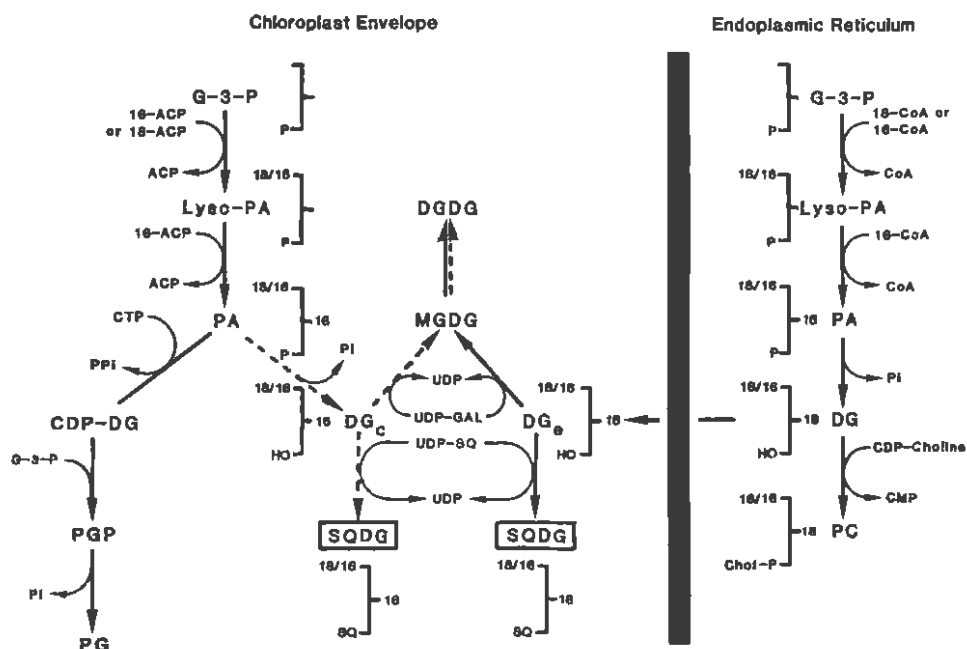 Chloroplast Envelope
Endoplasmic Reticulum
G-3-P
16-ACP
or 18-ACP
P
ACP
18/16
Lyso-PA
16-ACP
P
ACP
18/16
PA
16
P
CTP
PPi
Pi
CDP-DG
G-3-P
PGP
Pi
PG
DGDG
MGDG
UDP
UDP-GAL
18/16
16
HO
DGc
UDP-SQ
UDP
DGe
18/16
18
HO
SQDG
18/16
16
SQ
SQDG
18/16
18
SQ
G-3-P
P
18-CoA or
16-CoA
CoA
18/16
Lyso-PA
P
CoA
18/16
PA
P
Pi
18/16
18
DG
HO
CDP-Choline
CMP
18/16
18
PC
Chol-P